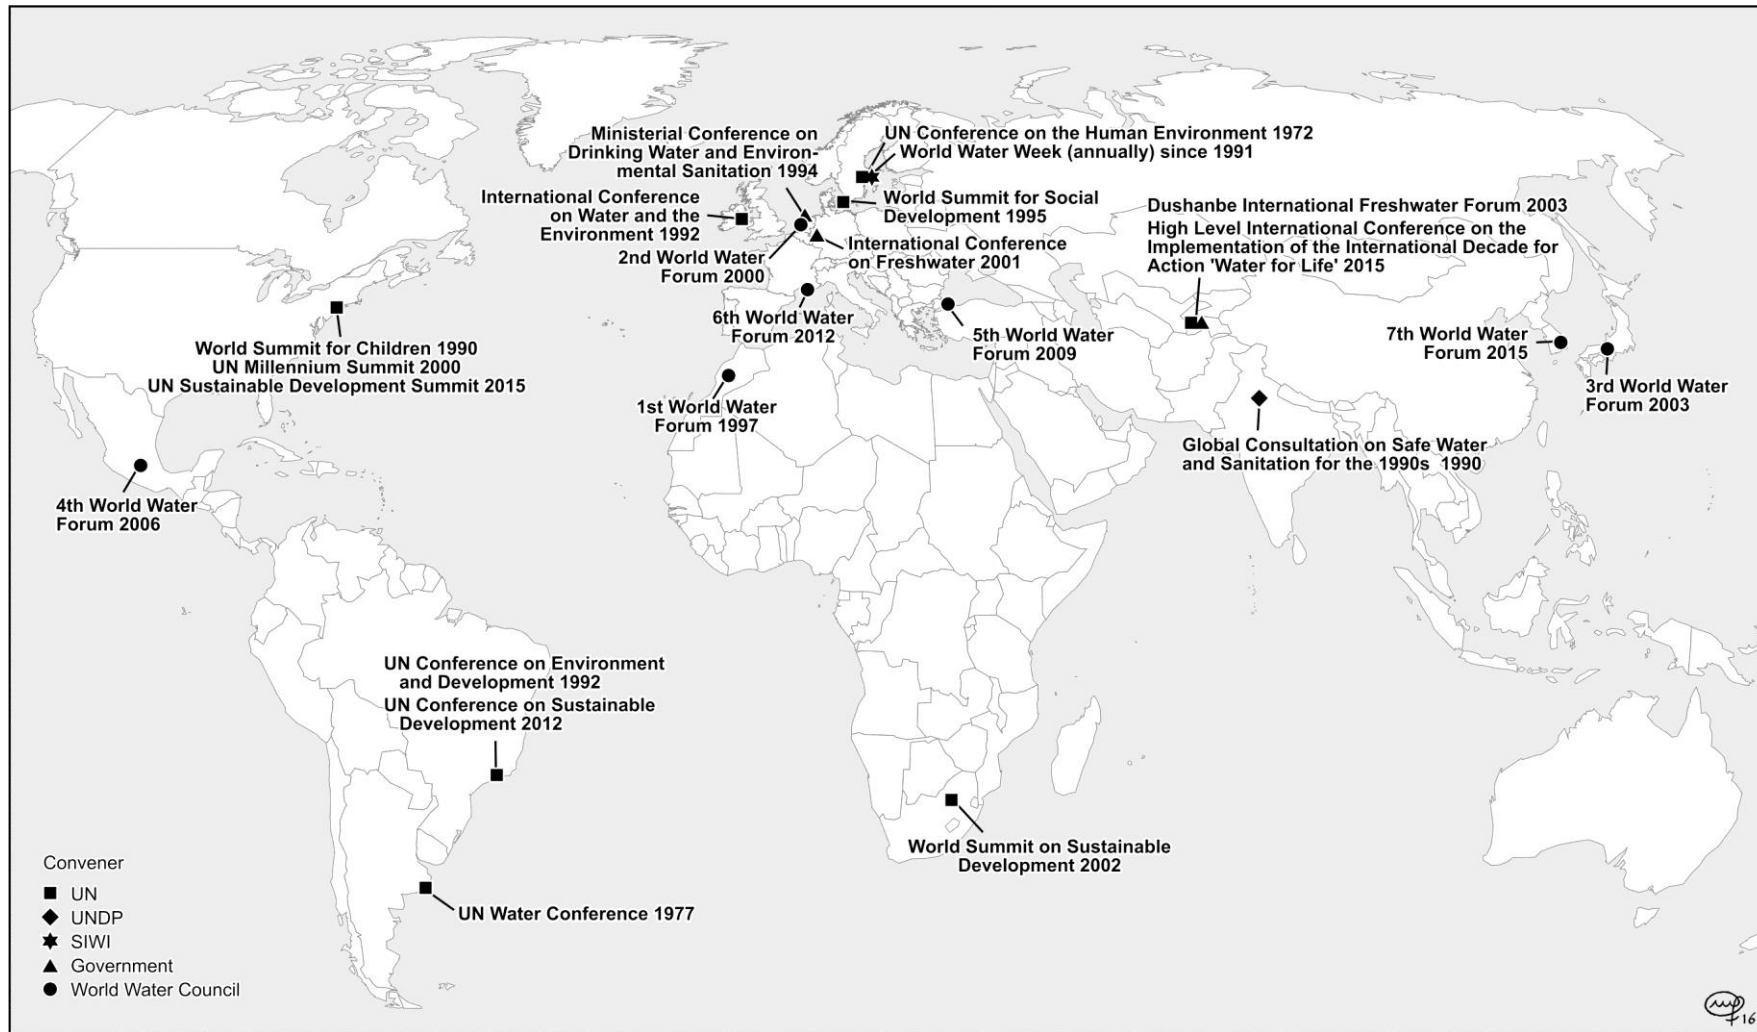 Ministerial Conference on
Drinking Water and Environ-
mental Sanitation 1994
UN Conference on the Human Environment 1972
World Water Week (annually) since 1991
International Conference
on Water and the
Environment 1992
World Summit for Social
Development 1995
2nd World Water
Forum 2000
International Conference
on Freshwater 2001
Dushanbe International Freshwater Forum 2003
High Level International Conference on the
Implementation of the International Decade for
Action 'Water for Life' 2015
World Summit for Children 1990
UN Millennium Summit 2000
UN Sustainable Development Summit 2015
6th World Water
Forum 2012
5th World Water
Forum 2009
7th World Water
Forum 2015
3rd World Water
Forum 2003
1st World Water
Forum 1997
Global Consultation on Safe Water
and Sanitation for the 1990s 1990
4th World Water
Forum 2006
UN Conference on Environment
and Development 1992
UN Conference on Sustainable
Development 2012
World Summit on Sustainable
Development 2002
UN Water Conference 1977
Convener
UN
UNDP
SIWI
Government
World Water Council
16